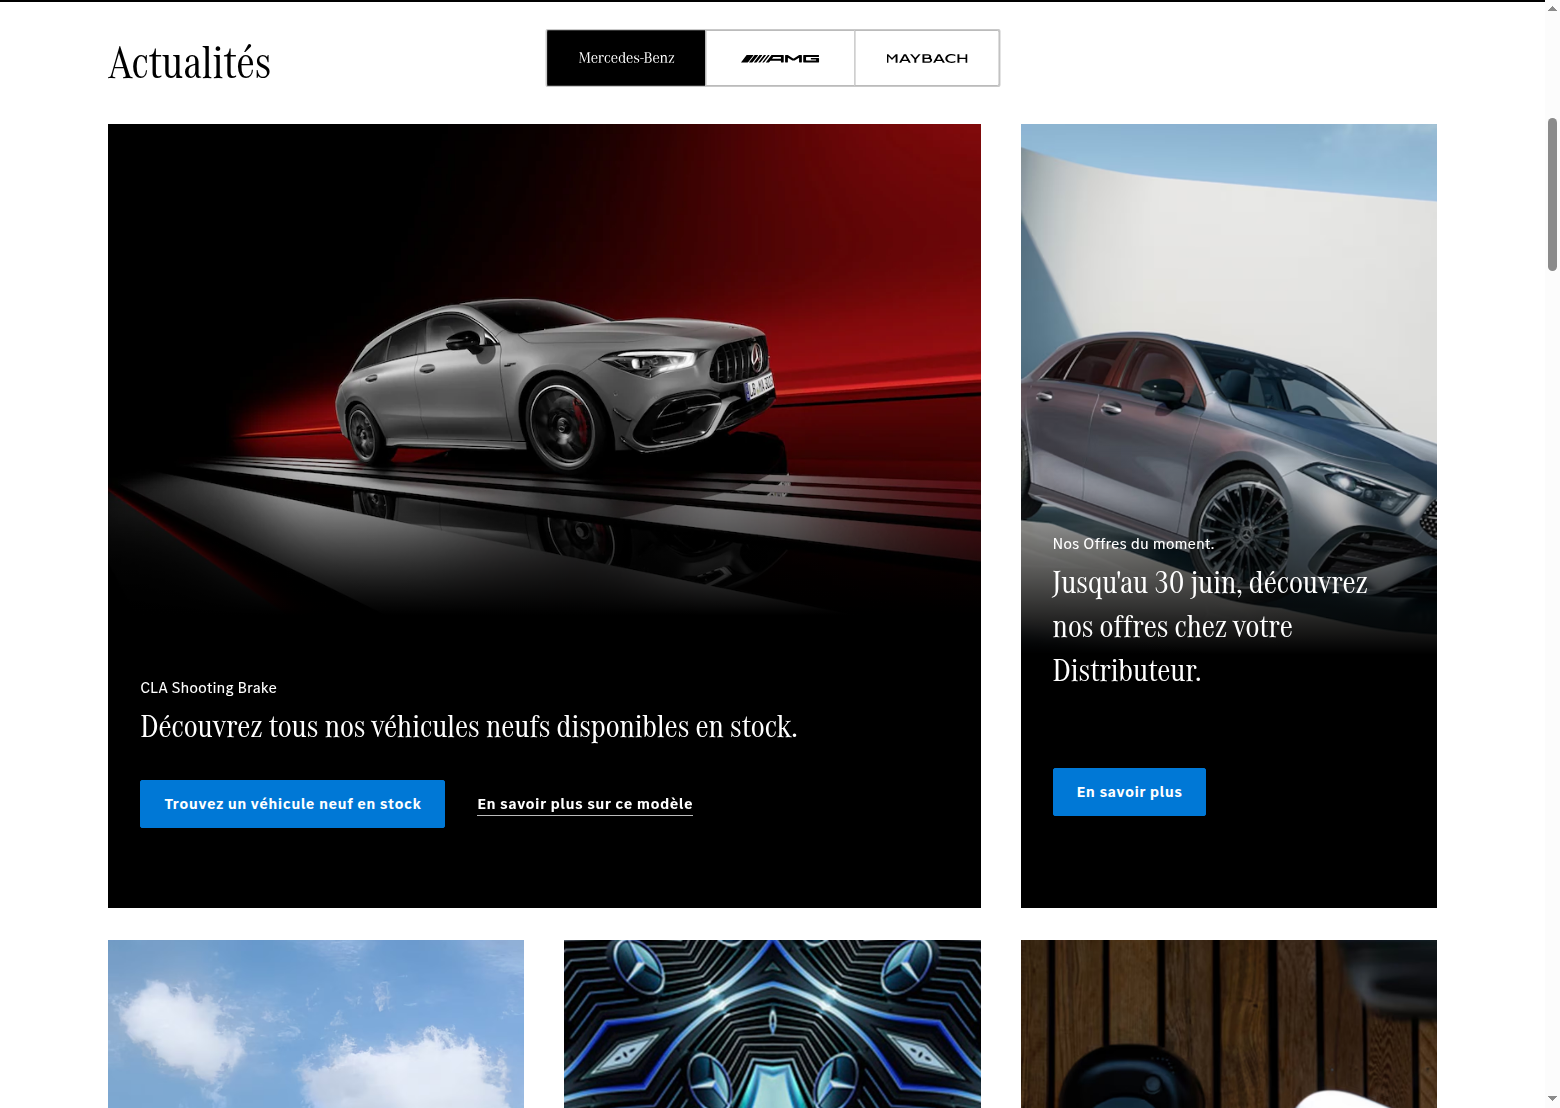 Actualités
Mercedes-Benz
AMG
MAYBACH
CLA Shooting Brake
Découvrez tous nos véhicules neufs disponibles en stock.
Trouvez un véhicule neuf en stock
En savoir plus sur ce modèle
Nos Offres du moment.
Jusqu'au 30 juin, découvrez
nos offres chez votre
Distributeur.
En savoir plus